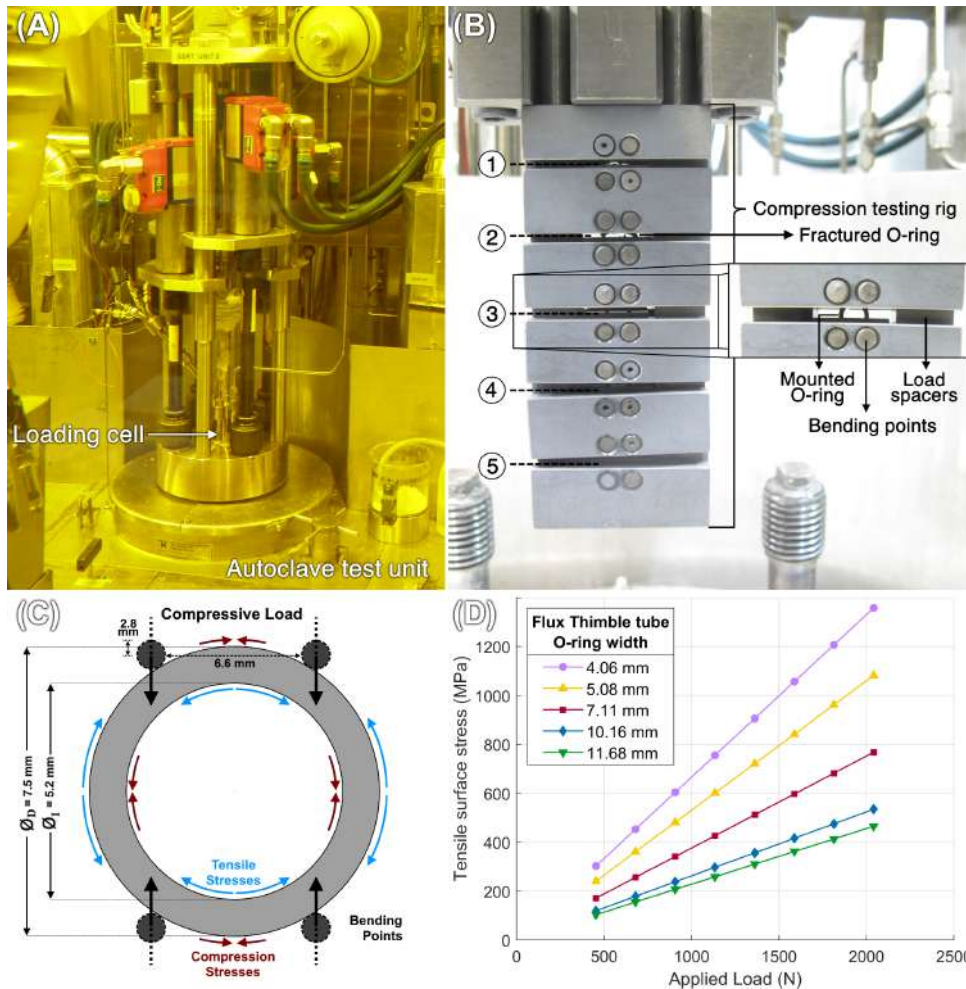 (A)
DART UNIT 2
Loading cell
Autoclave test unit
(B)
1
2
3
4
5
Compression testing rig
Fractured O-ring
Mounted
O-ring
Load
spacers
Bending points
(C)
Compressive Load
2.8
mm
6.6 mm
Ø_D = 7.5 mm
Ø_I = 5.2 mm
Tensile
Stresses
Bending
Points
Compression
Stresses
(D)
Flux Thimble tube
O-ring width
4.06 mm
5.08 mm
7.11 mm
10.16 mm
11.68 mm
Tensile surface stress (MPa)
1200
1000
800
600
400
200
0
0
500
1000
1500
2000
2500
Applied Load (N)